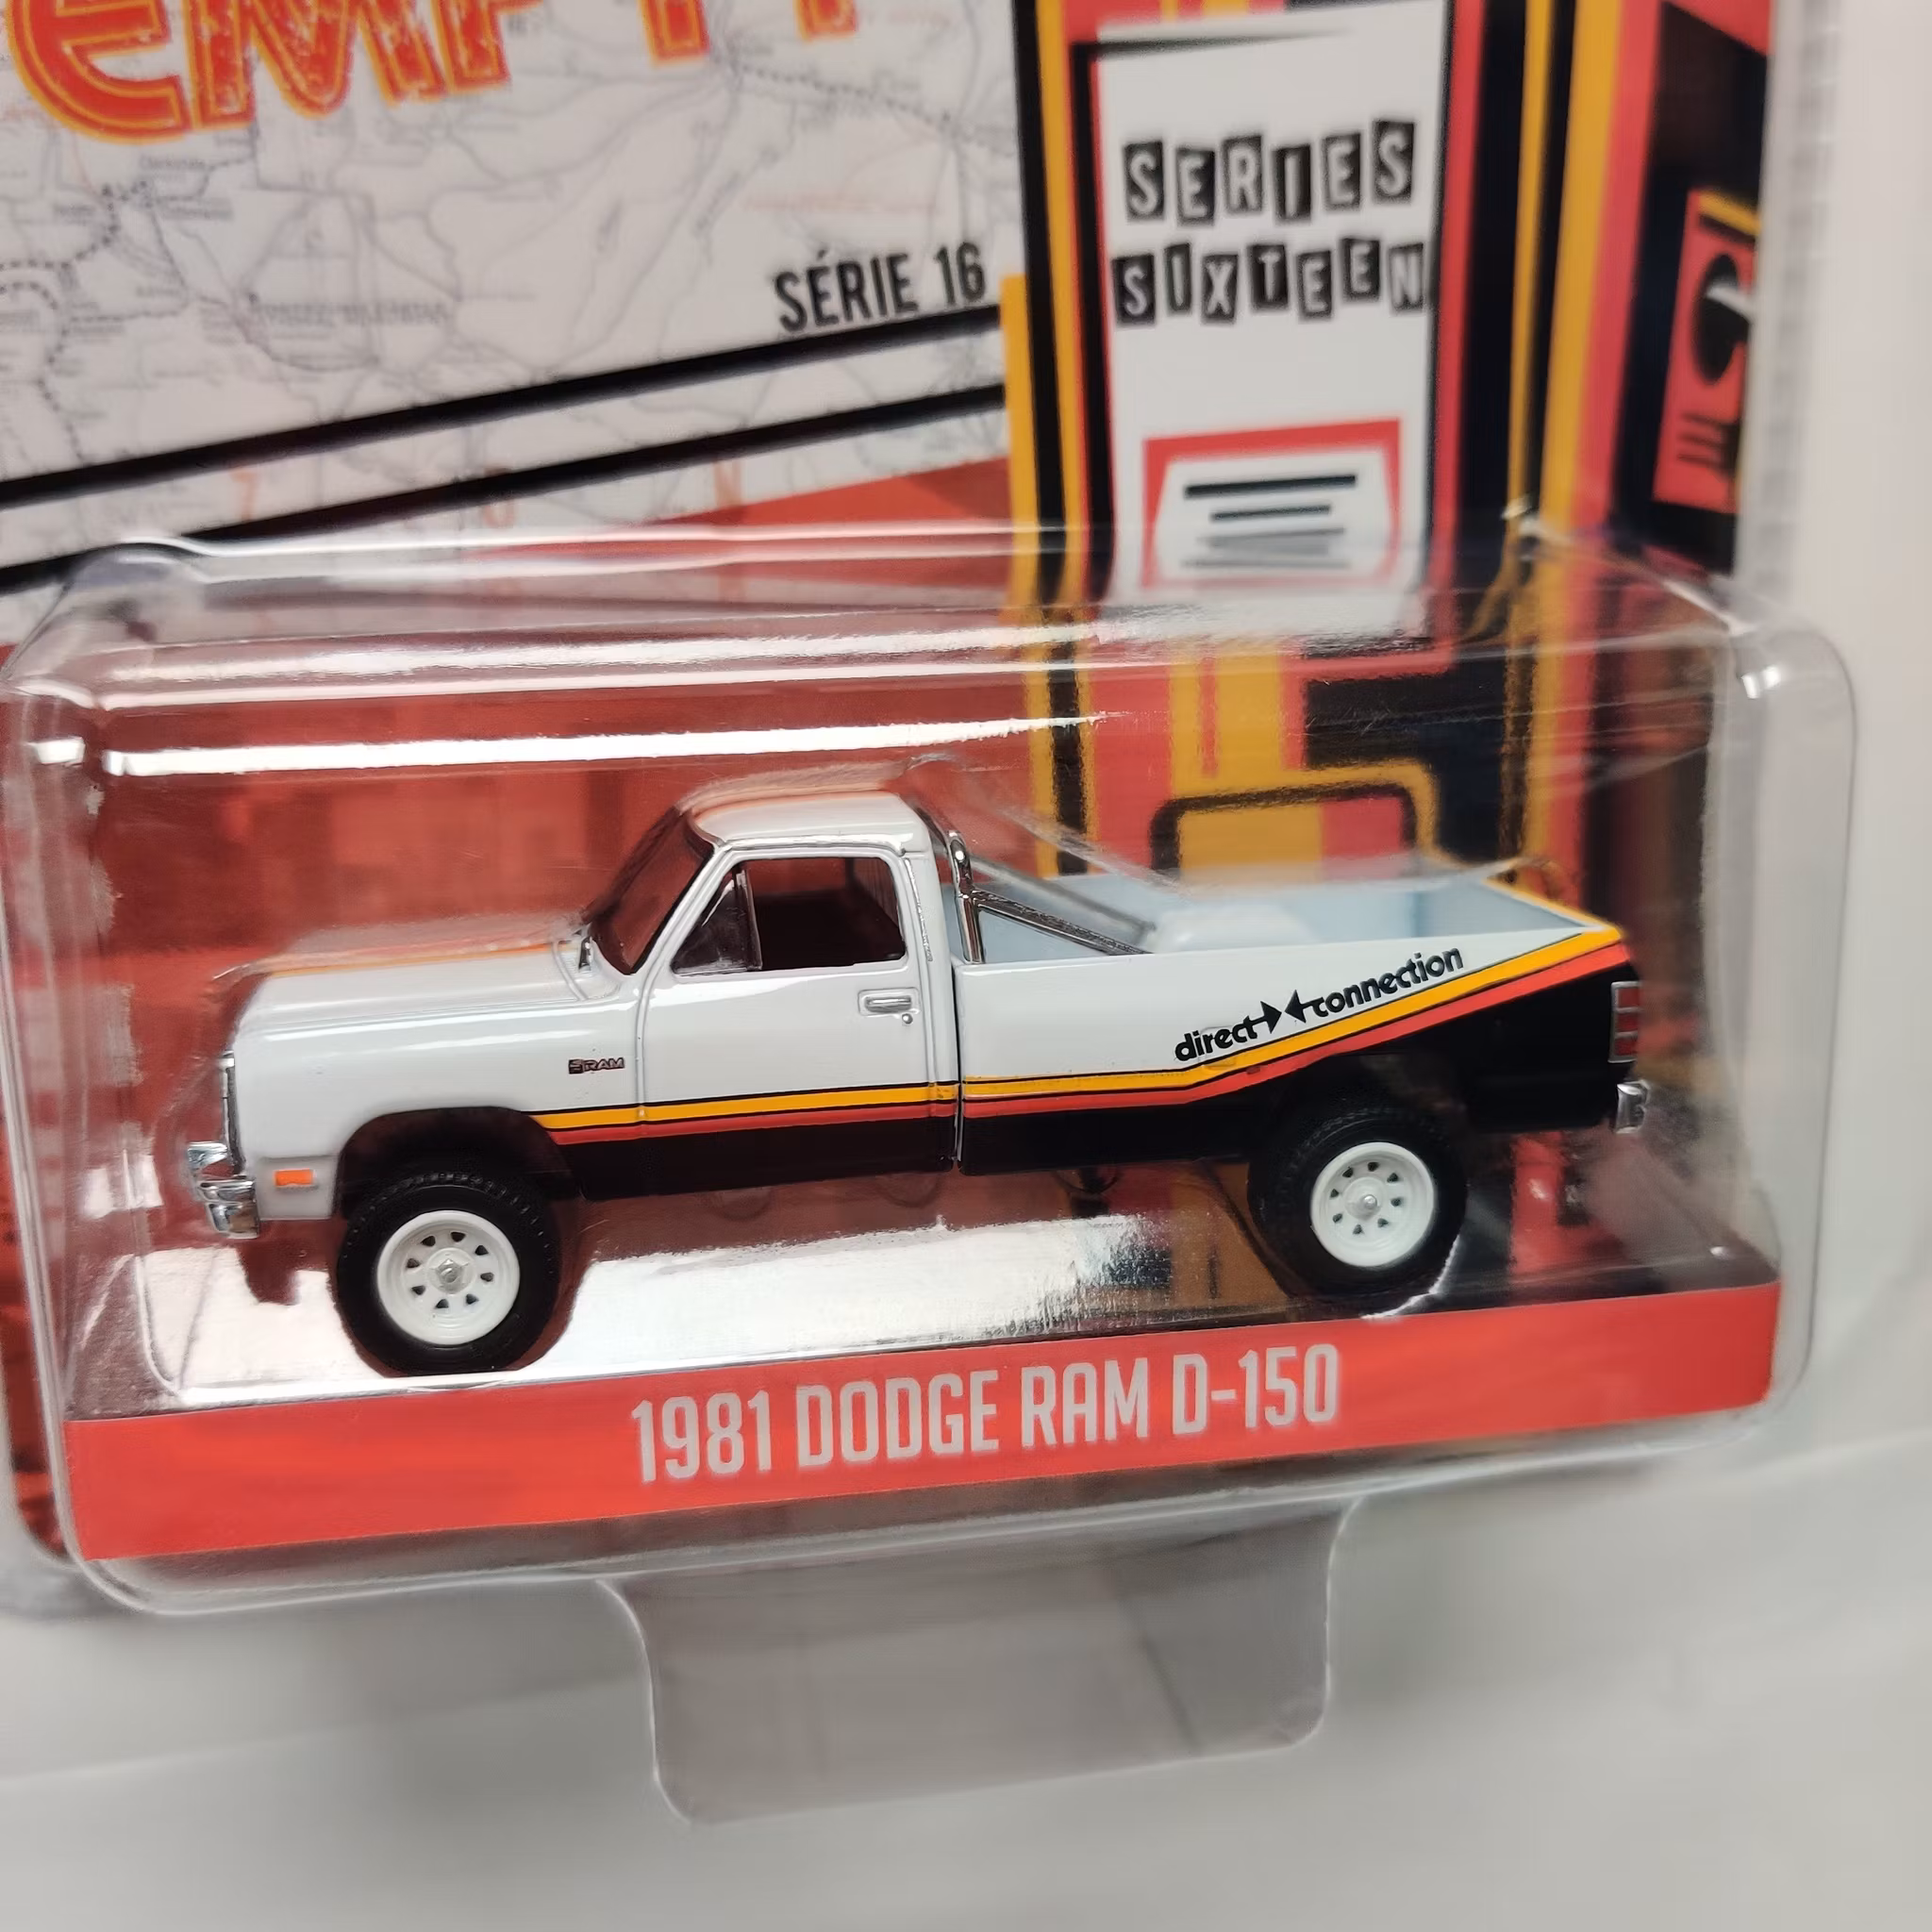 EMPTY
SÉRIE 16
SERIES
SIXTEEN
direct connection
RAM
1981 DODGE RAM D-150